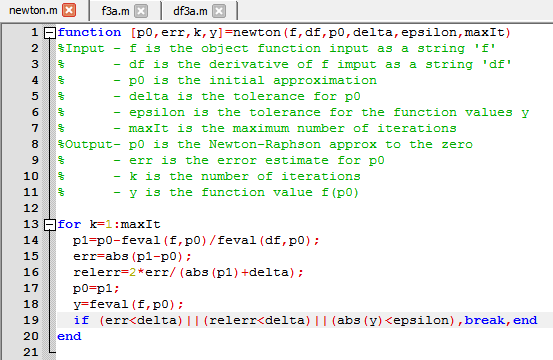 newton.m f3a.m df3a.m
1 function [p0,err,k,y]=newton(f,df,p0,delta,epsilon,maxIt)
2 %Input - f is the object function input as a string 'f'
3 %      - df is the derivative of f imput as a string 'df'
4 %      - p0 is the initial approximation
5 %      - delta is the tolerance for p0
6 %      - epsilon is the tolerance for the function values y
7 %      - maxIt is the maximum number of iterations
8 %Output- p0 is the Newton-Raphson approx to the zero
9 %      - err is the error estimate for p0
10 %      - k is the number of iterations
11 %      - y is the function value f(p0)
12
13 for k=1:maxIt
14   p1=p0-feval(f,p0)/feval(df,p0);
15   err=abs(p1-p0);
16   relerr=2*err/(abs(p1)+delta);
17   p0=p1;
18   y=feval(f,p0);
19   if (err<delta)||(relerr<delta)||(abs(y)<epsilon),break,end
20 end
21